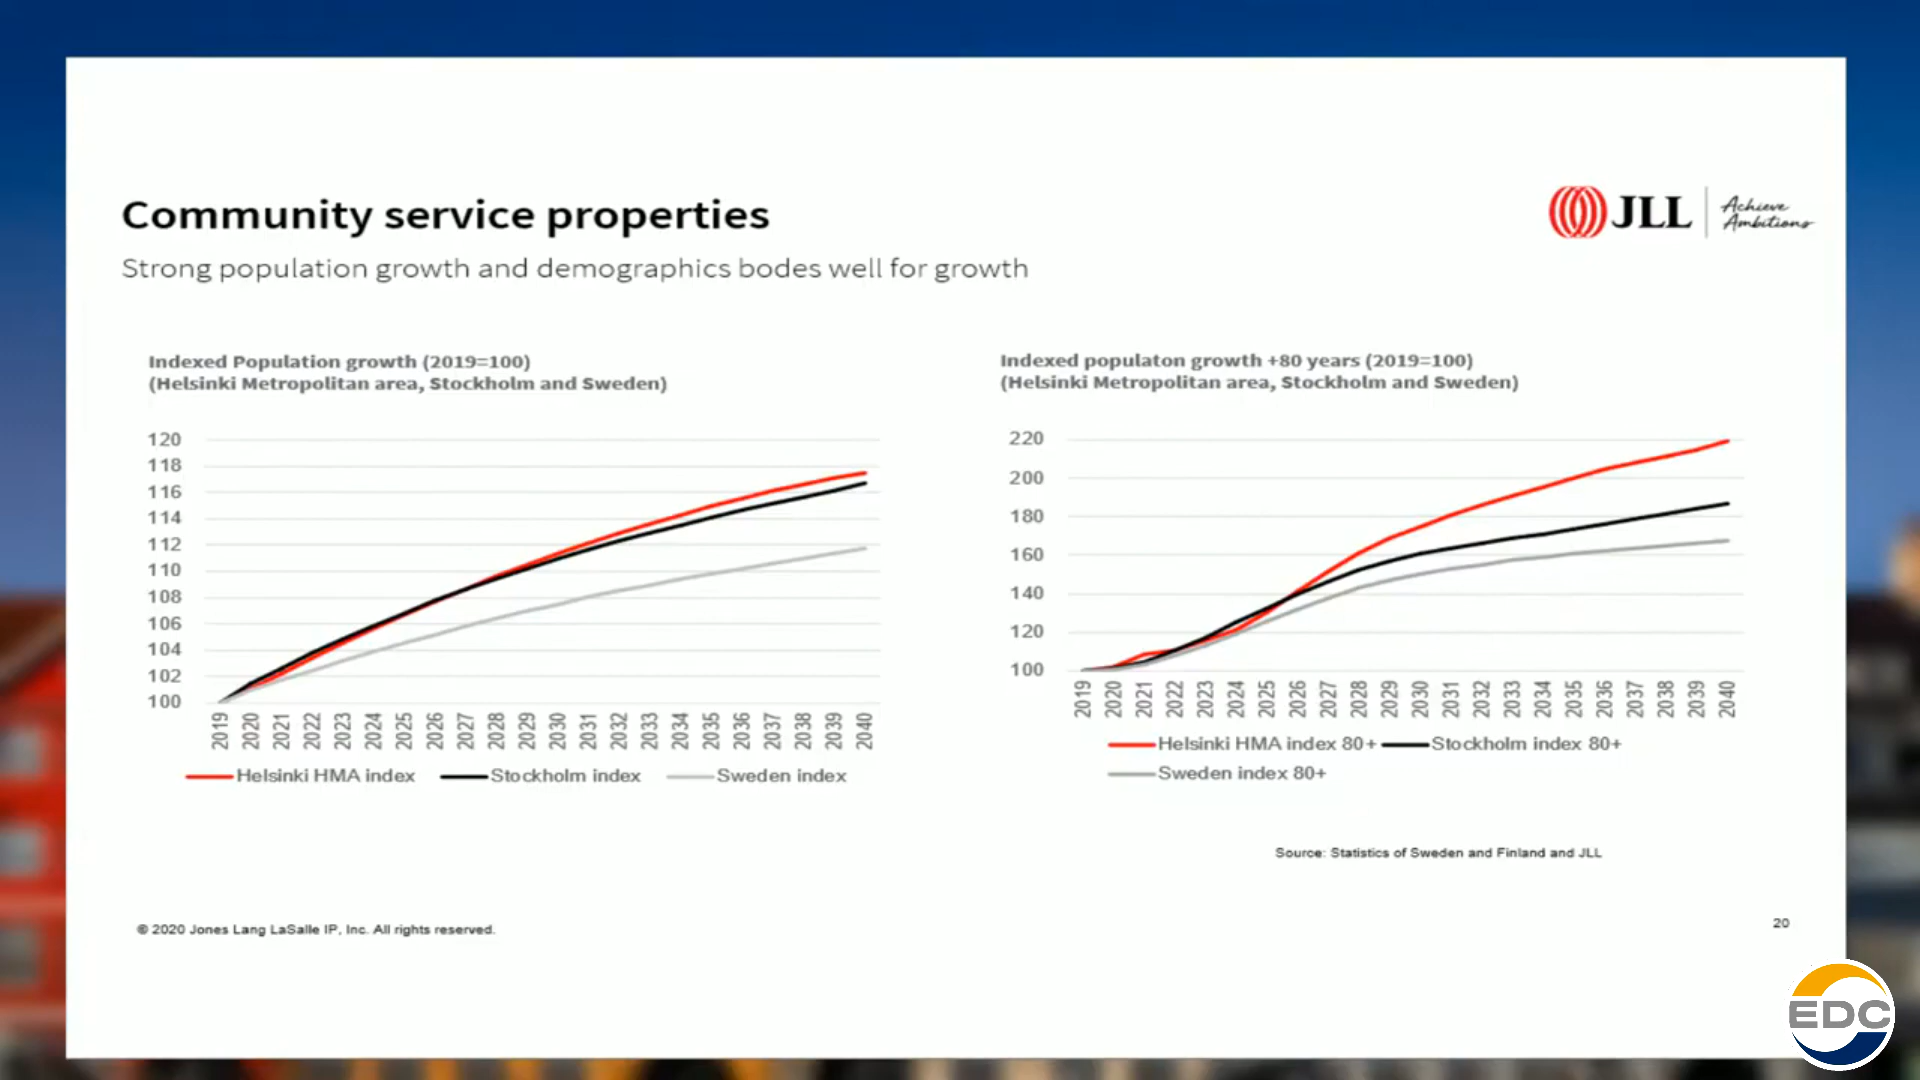 Community service properties
JLL
Achieve
Ambitions
Strong population growth and demographics bodes well for growth
Indexed Population growth (2019=100)
(Helsinki Metropolitan area, Stockholm and Sweden)
120
118
116
114
112
110
108
106
104
102
100
2019 2020 2021 2022 2023 2024 2025 2026 2027 2028 2029 2030 2031 2032 2033 2034 2035 2036 2037 2038 2039 2040
Helsinki HMA index Stockholm index Sweden index
Indexed populaton growth +80 years (2019=100)
(Helsinki Metropolitan area, Stockholm and Sweden)
220
200
180
160
140
120
100
2019 2020 2021 2022 2023 2024 2025 2026 2027 2028 2029 2030 2031 2032 2033 2034 2035 2036 2037 2038 2039 2040
Helsinki HMA index 80+ Stockholm index 80+
Sweden index 80+
Source: Statistics of Sweden and Finland and JLL
© 2020 Jones Lang LaSalle IP, Inc. All rights reserved.
20
EDC